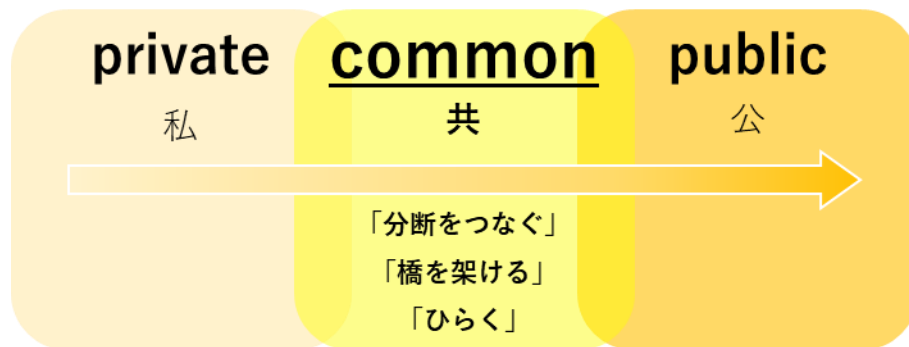 private common public
私 共 公
「分断をつなぐ」
「橋を架ける」
「ひらく」